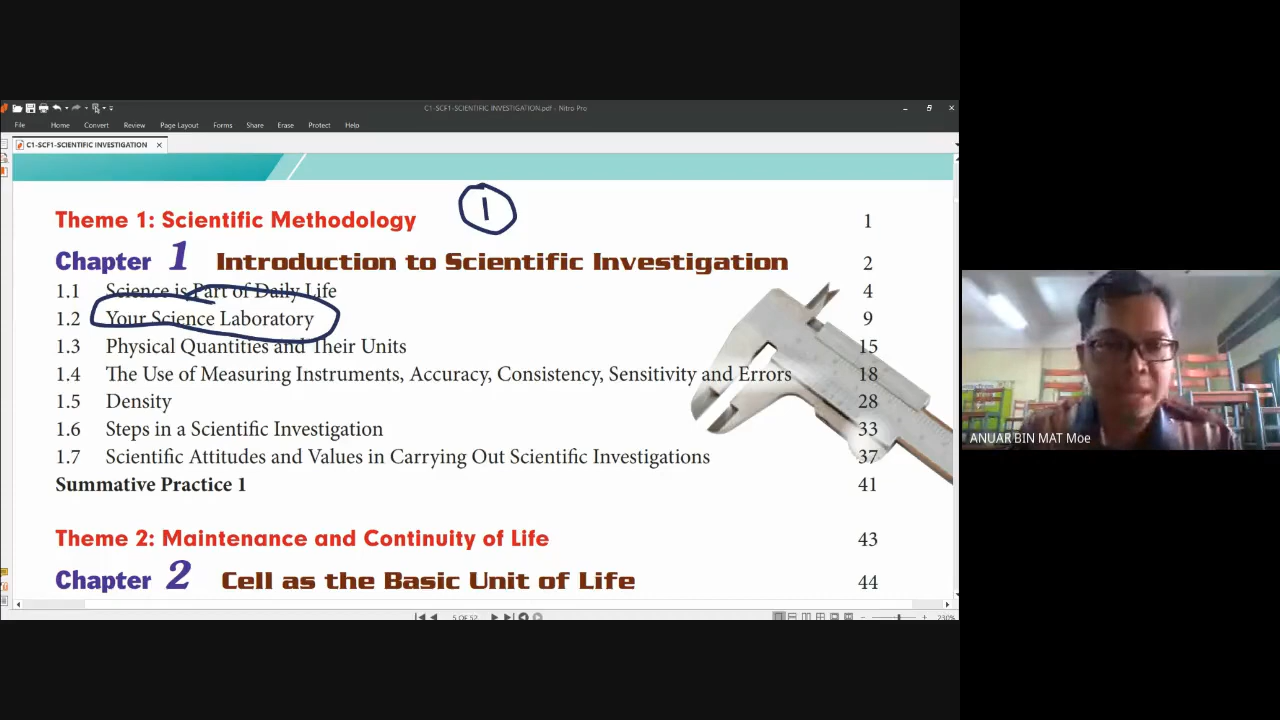 C1-SCF1-SCIENTIFIC INVESTIGATION.pdf - Nitro Pro
File Home Convert Review Page Layout Forms Share Erase Protect Help
C1-SCF1-SCIENTIFIC INVESTIGATION
1
Theme 1: Scientific Methodology 1
Chapter 1 Introduction to Scientific Investigation 2
1.1 Science is Part of Daily Life 4
1.2 Your Science Laboratory 9
1.3 Physical Quantities and Their Units 15
1.4 The Use of Measuring Instruments, Accuracy, Consistency, Sensitivity and Errors 18
1.5 Density 28
1.6 Steps in a Scientific Investigation 33
1.7 Scientific Attitudes and Values in Carrying Out Scientific Investigations 37
Summative Practice 1 41
Theme 2: Maintenance and Continuity of Life 43
Chapter 2 Cell as the Basic Unit of Life 44
5 OF 52
230%
ANUAR BIN MAT Moe